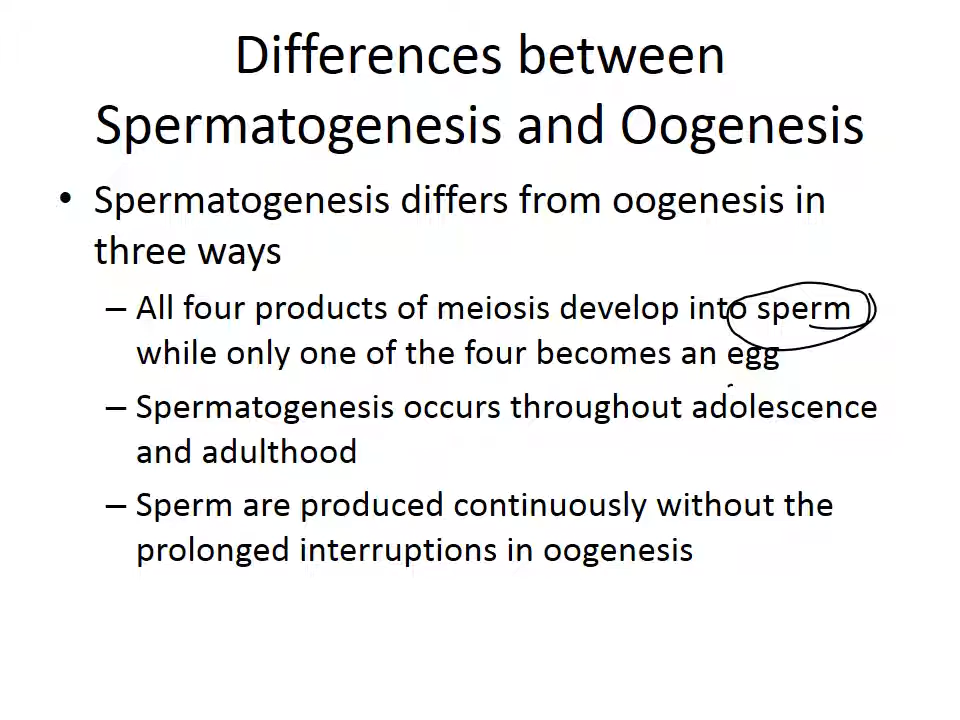 Differences between
Spermatogenesis and Oogenesis
• Spermatogenesis differs from oogenesis in
three ways
– All four products of meiosis develop into sperm
while only one of the four becomes an egg
– Spermatogenesis occurs throughout adolescence
and adulthood
– Sperm are produced continuously without the
prolonged interruptions in oogenesis